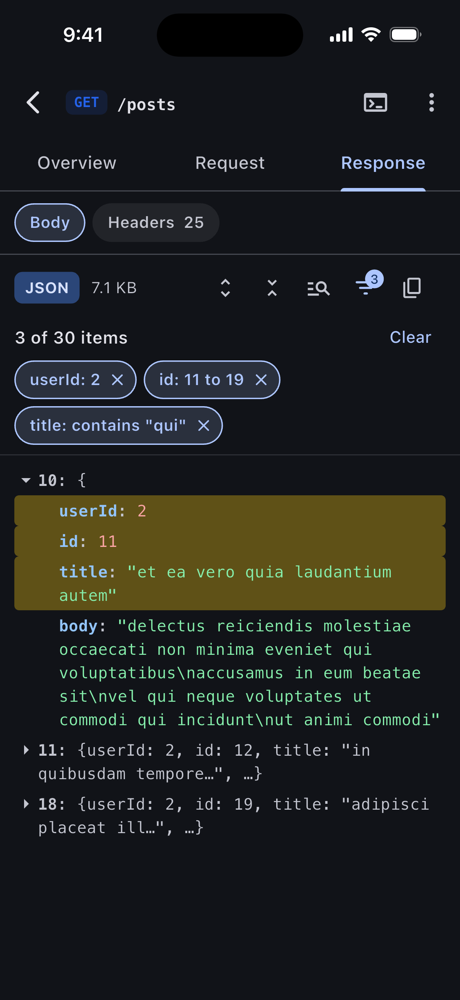 9:41
GET /posts
Overview Request Response
Body Headers 25
JSON 7.1 KB 3
3 of 30 items Clear
userId: 2 × id: 11 to 19 ×
title: contains "qui" ×
10: {
userId: 2
id: 11
title: "et ea vero quia laudantium
autem"
body: "delectus reiciendis molestiae
occaecati non minima eveniet qui
voluptatibus\naccusamus in eum beatae
sit\nvel qui neque voluptates ut
commodi qui incidunt\nut animi commodi"
11: {userId: 2, id: 12, title: "in
quibusdam tempore…", …}
18: {userId: 2, id: 19, title: "adipisci
placeat ill…", …}